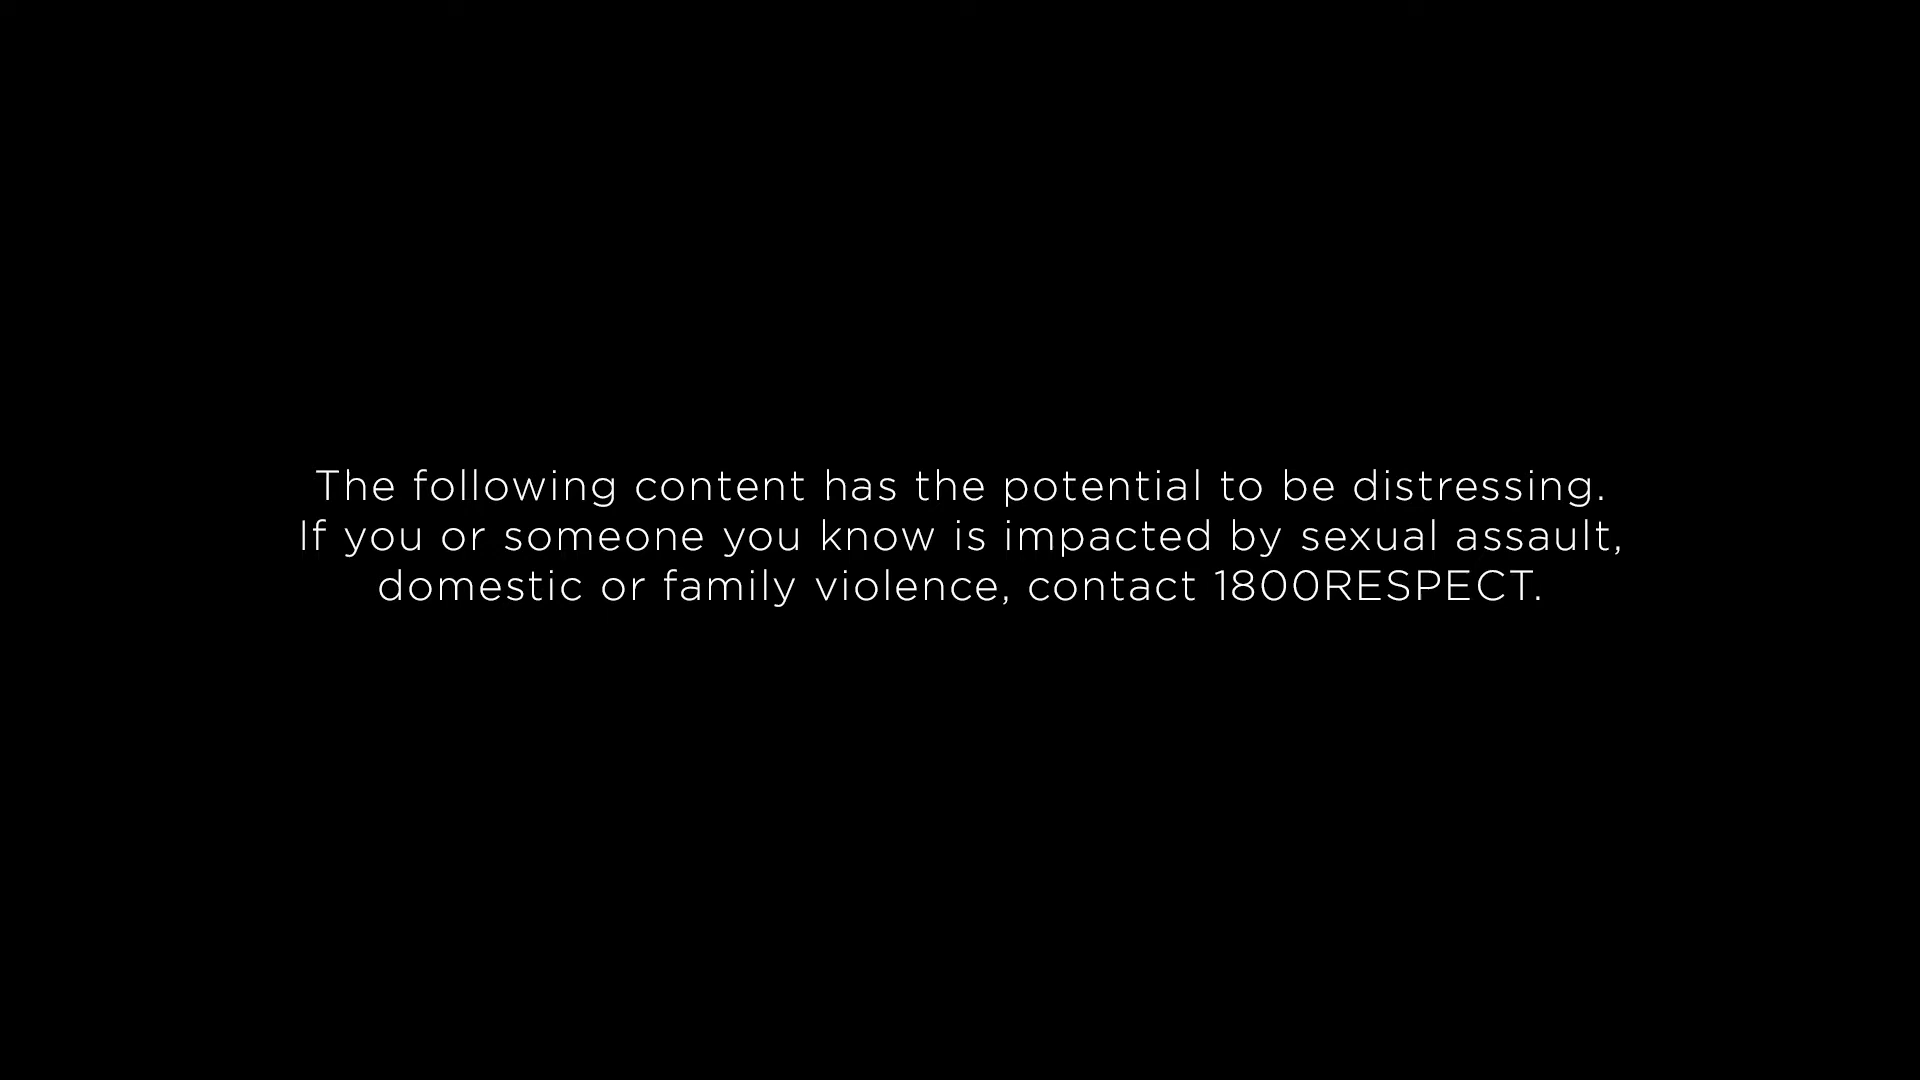 The following content has the potential to be distressing.
If you or someone you know is impacted by sexual assault,
domestic or family violence, contact 1800RESPECT.